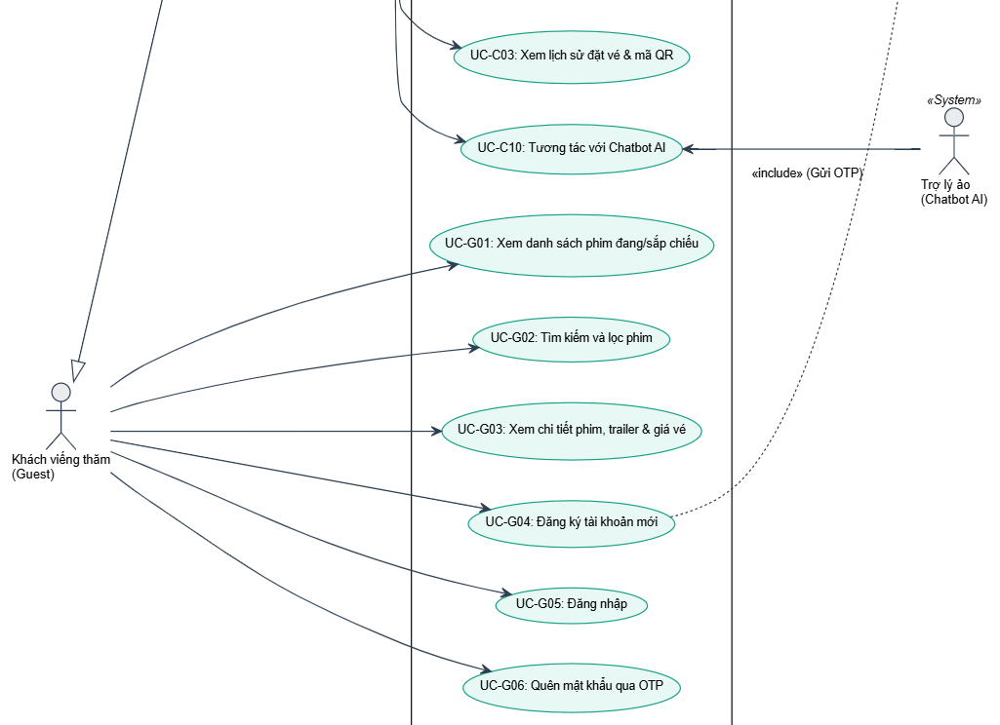 UC-C03: Xem lịch sử đặt vé & mã QR
«System»
UC-C10: Tương tác với Chatbot AI
«include» (Gửi OTP)
Trợ lý ảo
(Chatbot AI)
UC-G01: Xem danh sách phim đang/sắp chiếu
UC-G02: Tìm kiếm và lọc phim
UC-G03: Xem chi tiết phim, trailer & giá vé
Khách viếng thăm
(Guest)
UC-G04: Đăng ký tài khoản mới
UC-G05: Đăng nhập
UC-G06: Quên mật khẩu qua OTP